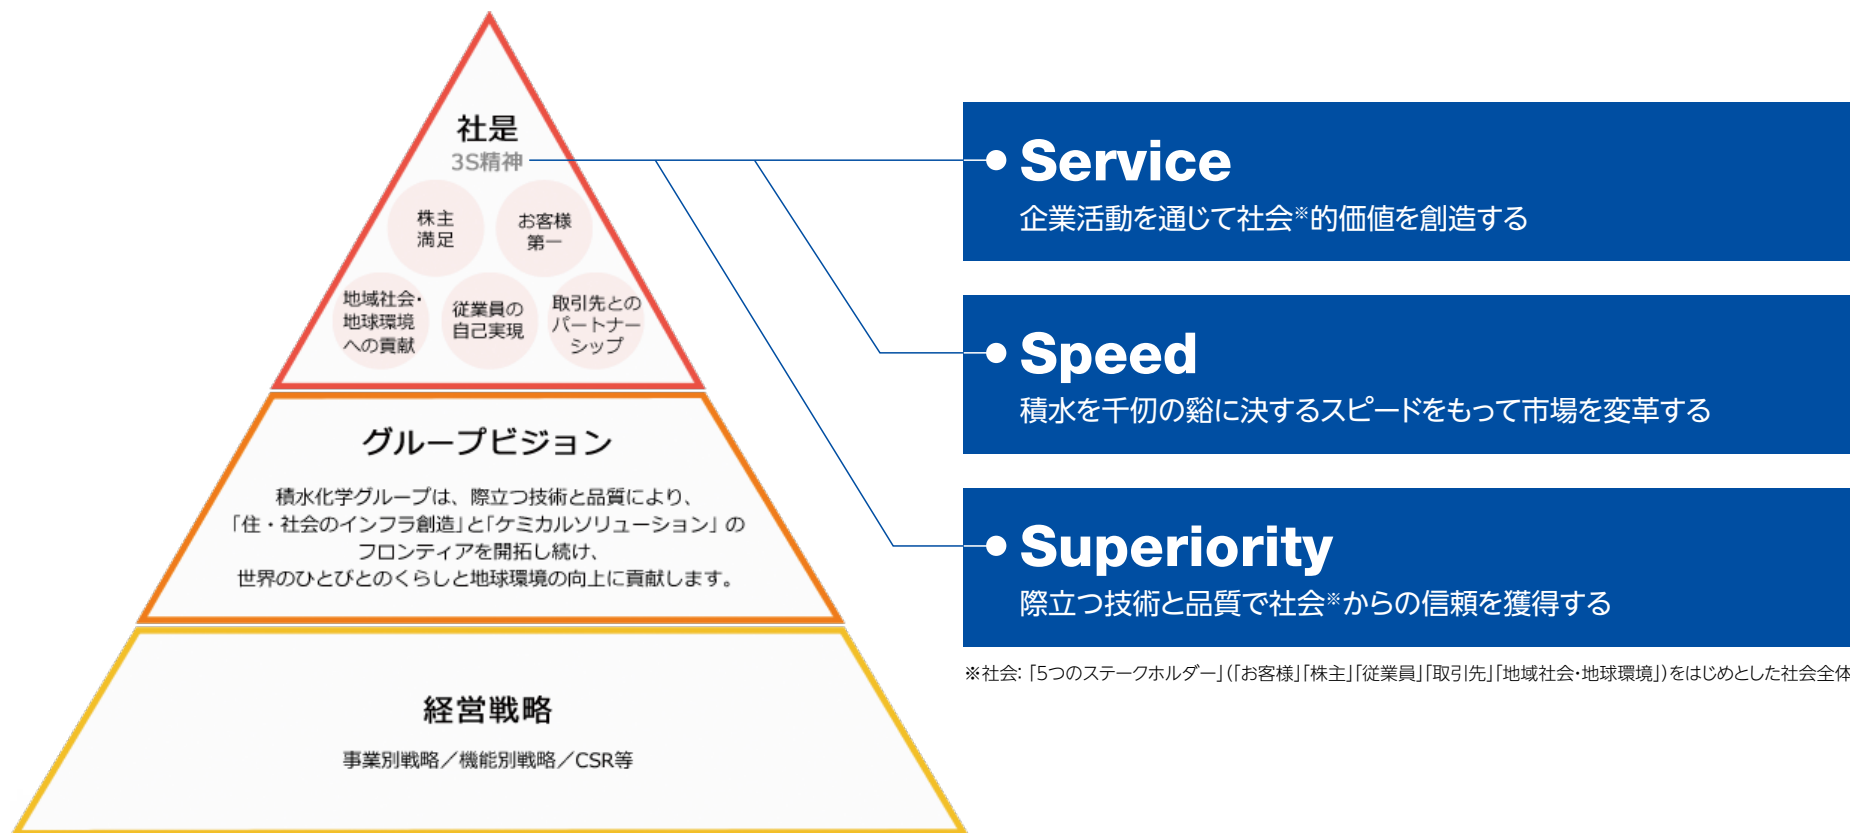 社是
3S精神
株主
満足
お客様
第一
地域社会・
地球環境
への貢献
従業員の
自己実現
取引先との
パートナー
シップ
グループビジョン
積水化学グループは、際立つ技術と品質により、
「住・社会のインフラ創造」と「ケミカルソリューション」の
フロンティアを開拓し続け、
世界のひとびとのくらしと地球環境の向上に貢献します。
経営戦略
事業別戦略／機能別戦略／CSR等
Service
企業活動を通じて社会※的価値を創造する
Speed
積水を千仞の谿に決するスピードをもって市場を変革する
Superiority
際立つ技術と品質で社会※からの信頼を獲得する
※社会：「5つのステークホルダー」（「お客様」「株主」「従業員」「取引先」「地域社会・地球環境」）をはじめとした社会全体